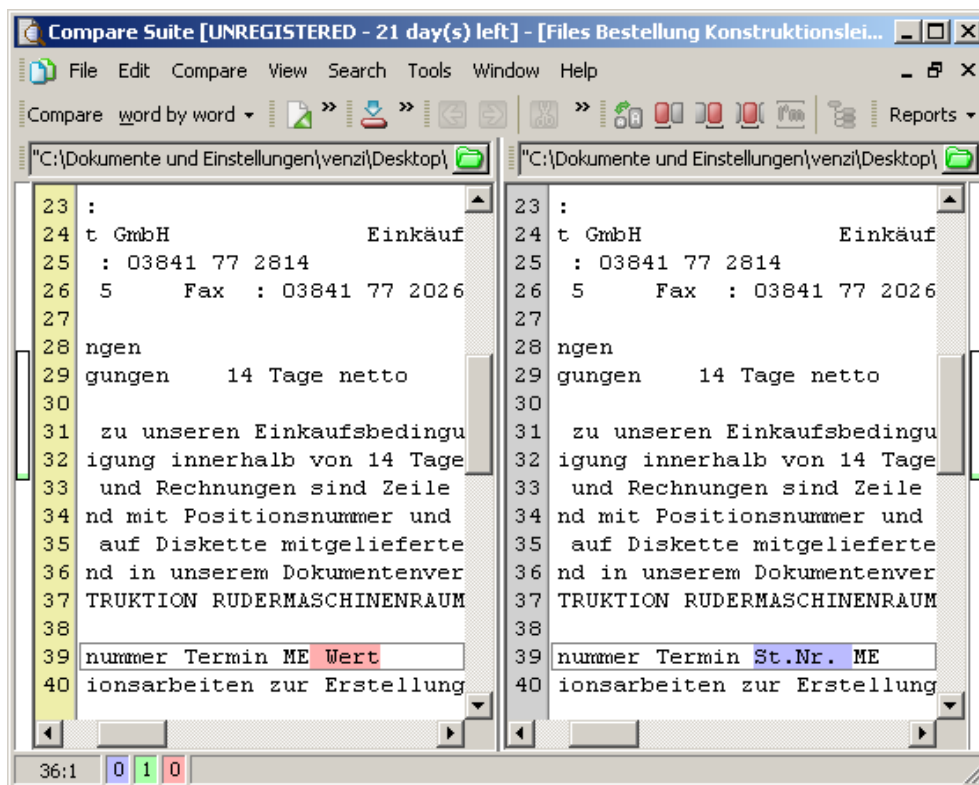 Compare Suite [UNREGISTERED - 21 day(s) left] - [Files Bestellung Konstruktionslei...
File Edit Compare View Search Tools Window Help
Compare word by word » » » Reports
"C:\Dokumente und Einstellungen\venzi\Desktop\ "C:\Dokumente und Einstellungen\venzi\Desktop\
23 :
24 t GmbH Einkäuf
25 : 03841 77 2814
26 5 Fax : 03841 77 2026
27
28 ngen
29 gungen 14 Tage netto
30
31 zu unseren Einkaufsbedingu
32 igung innerhalb von 14 Tage
33 und Rechnungen sind Zeile
34 nd mit Positionsnummer und
35 auf Diskette mitgelieferte
36 nd in unserem Dokumentenver
37 TRUKTION RUDERMASCHINENRAUM
38
39 nummer Termin ME Wert
40 ionsarbeiten zur Erstellung
23 :
24 t GmbH Einkäuf
25 : 03841 77 2814
26 5 Fax : 03841 77 2026
27
28 ngen
29 gungen 14 Tage netto
30
31 zu unseren Einkaufsbedingu
32 igung innerhalb von 14 Tage
33 und Rechnungen sind Zeile
34 nd mit Positionsnummer und
35 auf Diskette mitgelieferte
36 nd in unserem Dokumentenver
37 TRUKTION RUDERMASCHINENRAUM
38
39 nummer Termin St.Nr. ME
40 ionsarbeiten zur Erstellung
36:1 0 1 0